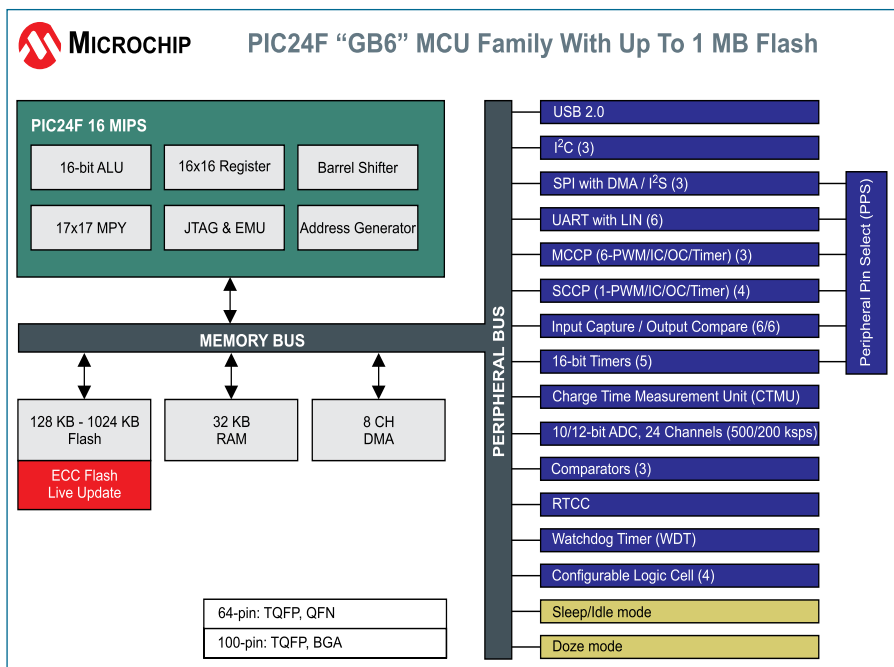 MICROCHIP
PIC24F “GB6” MCU Family With Up To 1 MB Flash
PIC24F 16 MIPS
16-bit ALU
16x16 Register
Barrel Shifter
17x17 MPY
JTAG & EMU
Address Generator
MEMORY BUS
128 KB - 1024 KB
Flash
ECC Flash
Live Update
32 KB
RAM
8 CH
DMA
64-pin: TQFP, QFN
100-pin: TQFP, BGA
PERIPHERAL BUS
USB 2.0
I²C (3)
SPI with DMA / I²S (3)
UART with LIN (6)
MCCP (6-PWM/IC/OC/Timer) (3)
SCCP (1-PWM/IC/OC/Timer) (4)
Input Capture / Output Compare (6/6)
16-bit Timers (5)
Charge Time Measurement Unit (CTMU)
10/12-bit ADC, 24 Channels (500/200 ksps)
Comparators (3)
RTCC
Watchdog Timer (WDT)
Configurable Logic Cell (4)
Sleep/Idle mode
Doze mode
Peripheral Pin Select (PPS)